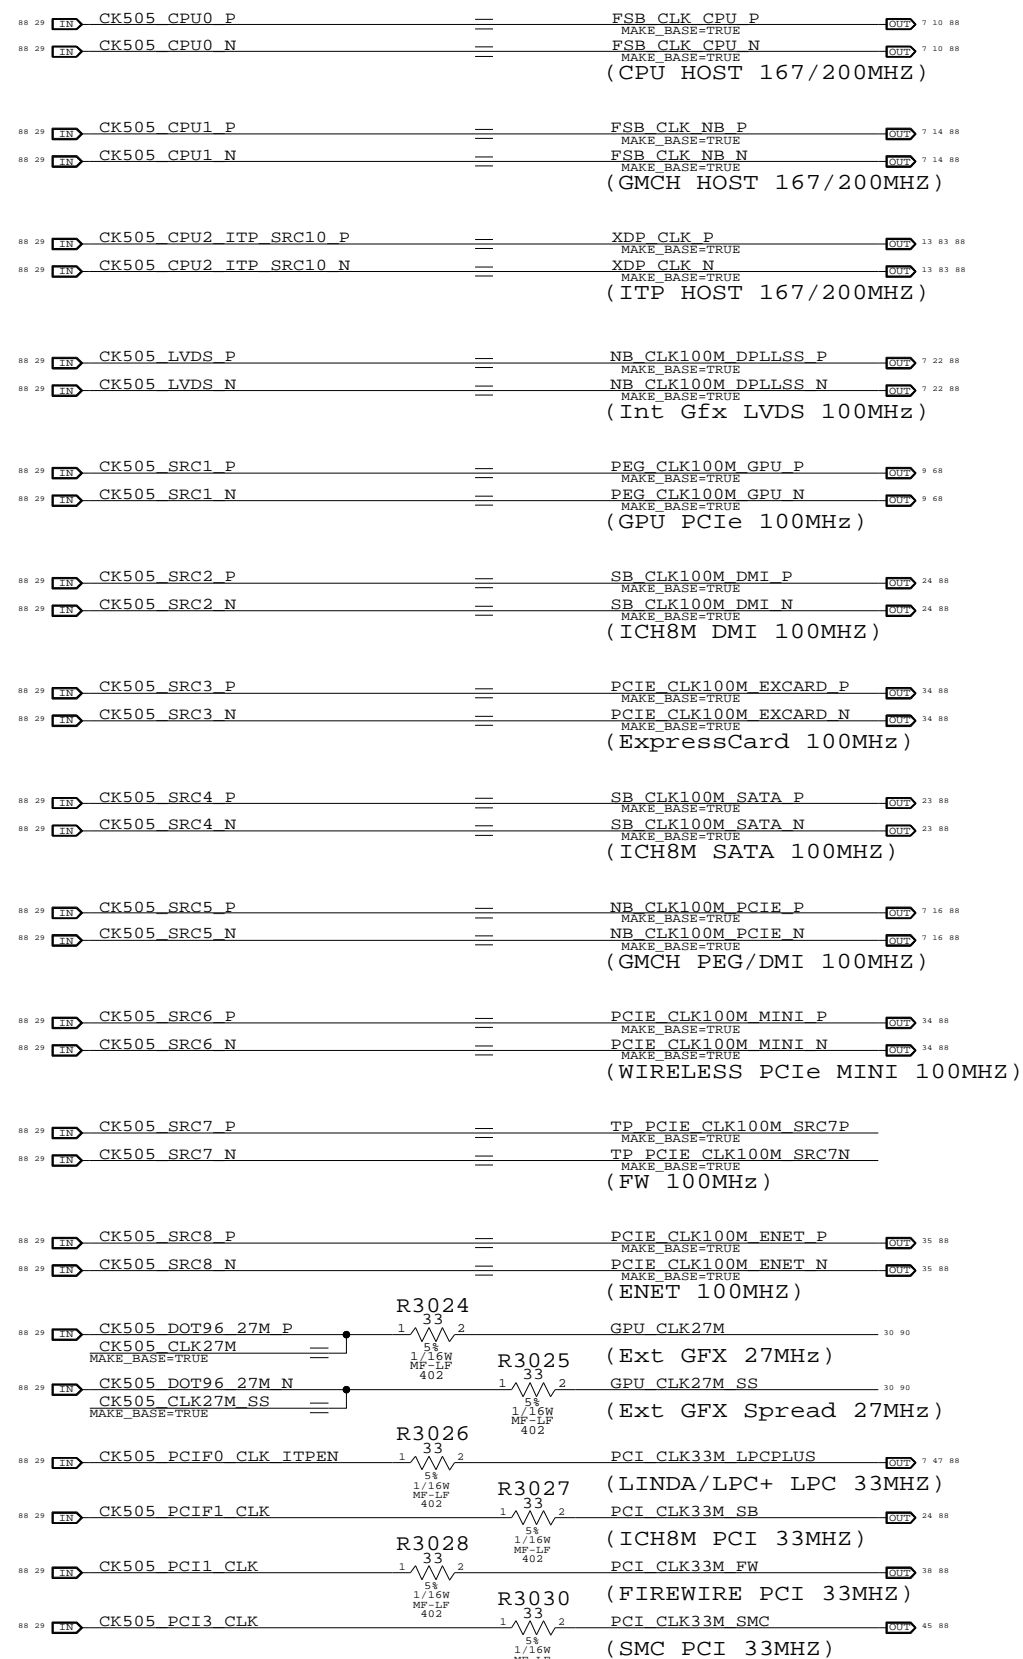 88 29 IN CK505_CPU0_P FSB_CLK_CPU_P OUT 7 10 88
MAKE_BASE=TRUE
88 29 IN CK505_CPU0_N FSB_CLK_CPU_N OUT 7 10 88
MAKE_BASE=TRUE
(CPU HOST 167/200MHZ)
88 29 IN CK505_CPU1_P FSB_CLK_NB_P OUT 7 14 88
MAKE_BASE=TRUE
88 29 IN CK505_CPU1_N FSB_CLK_NB_N OUT 7 14 88
MAKE_BASE=TRUE
(GMCH HOST 167/200MHZ)
88 29 IN CK505_CPU2_ITP_SRC10_P XDP_CLK_P OUT 13 83 88
MAKE_BASE=TRUE
88 29 IN CK505_CPU2_ITP_SRC10_N XDP_CLK_N OUT 13 83 88
MAKE_BASE=TRUE
(ITP HOST 167/200MHZ)
88 29 IN CK505_LVDS_P NB_CLK100M_DPLLSS_P OUT 7 22 88
MAKE_BASE=TRUE
88 29 IN CK505_LVDS_N NB_CLK100M_DPLLSS_N OUT 7 22 88
MAKE_BASE=TRUE
(Int Gfx LVDS 100MHz)
88 29 IN CK505_SRC1_P PEG_CLK100M_GPU_P OUT 9 68
MAKE_BASE=TRUE
88 29 IN CK505_SRC1_N PEG_CLK100M_GPU_N OUT 9 68
MAKE_BASE=TRUE
(GPU PCIe 100MHz)
88 29 IN CK505_SRC2_P SB_CLK100M_DMI_P OUT 24 88
MAKE_BASE=TRUE
88 29 IN CK505_SRC2_N SB_CLK100M_DMI_N OUT 24 88
MAKE_BASE=TRUE
(ICH8M DMI 100MHZ)
88 29 IN CK505_SRC3_P PCIE_CLK100M_EXCARD_P OUT 34 88
MAKE_BASE=TRUE
88 29 IN CK505_SRC3_N PCIE_CLK100M_EXCARD_N OUT 34 88
MAKE_BASE=TRUE
(ExpressCard 100MHz)
88 29 IN CK505_SRC4_P SB_CLK100M_SATA_P OUT 23 88
MAKE_BASE=TRUE
88 29 IN CK505_SRC4_N SB_CLK100M_SATA_N OUT 23 88
MAKE_BASE=TRUE
(ICH8M SATA 100MHZ)
88 29 IN CK505_SRC5_P NB_CLK100M_PCIE_P OUT 7 16 88
MAKE_BASE=TRUE
88 29 IN CK505_SRC5_N NB_CLK100M_PCIE_N OUT 7 16 88
MAKE_BASE=TRUE
(GMCH PEG/DMI 100MHZ)
88 29 IN CK505_SRC6_P PCIE_CLK100M_MINI_P OUT 34 88
MAKE_BASE=TRUE
88 29 IN CK505_SRC6_N PCIE_CLK100M_MINI_N OUT 34 88
MAKE_BASE=TRUE
(WIRELESS PCIe MINI 100MHZ)
88 29 IN CK505_SRC7_P TP_PCIE_CLK100M_SRC7P
MAKE_BASE=TRUE
88 29 IN CK505_SRC7_N TP_PCIE_CLK100M_SRC7N
MAKE_BASE=TRUE
(FW 100MHz)
88 29 IN CK505_SRC8_P PCIE_CLK100M_ENET_P OUT 35 88
MAKE_BASE=TRUE
88 29 IN CK505_SRC8_N PCIE_CLK100M_ENET_N OUT 35 88
MAKE_BASE=TRUE
(ENET 100MHZ)
R3024
33
88 29 IN CK505_DOT96_27M_P 1 2 GPU_CLK27M 30 90
CK505_CLK27M
MAKE_BASE=TRUE
5%
1/16W
MF-LF
402
(Ext GFX 27MHz)
R3025
33
88 29 IN CK505_DOT96_27M_N 1 2 GPU_CLK27M_SS 30 90
CK505_CLK27M_SS
MAKE_BASE=TRUE
5%
1/16W
MF-LF
402
(Ext GFX Spread 27MHz)
R3026
33
88 29 IN CK505_PCIF0_CLK_ITPEN 1 2 PCI_CLK33M_LPCPLUS OUT 7 47 88
5%
1/16W
MF-LF
402
(LINDA/LPC+ LPC 33MHZ)
R3027
33
88 29 IN CK505_PCIF1_CLK 1 2 PCI_CLK33M_SB OUT 24 88
5%
1/16W
MF-LF
402
(ICH8M PCI 33MHZ)
R3028
33
88 29 IN CK505_PCI1_CLK 1 2 PCI_CLK33M_FW OUT 38 88
5%
1/16W
MF-LF
402
(FIREWIRE PCI 33MHZ)
R3030
33
88 29 IN CK505_PCI3_CLK 1 2 PCI_CLK33M_SMC OUT 45 88
5%
1/16W
(SMC PCI 33MHZ)